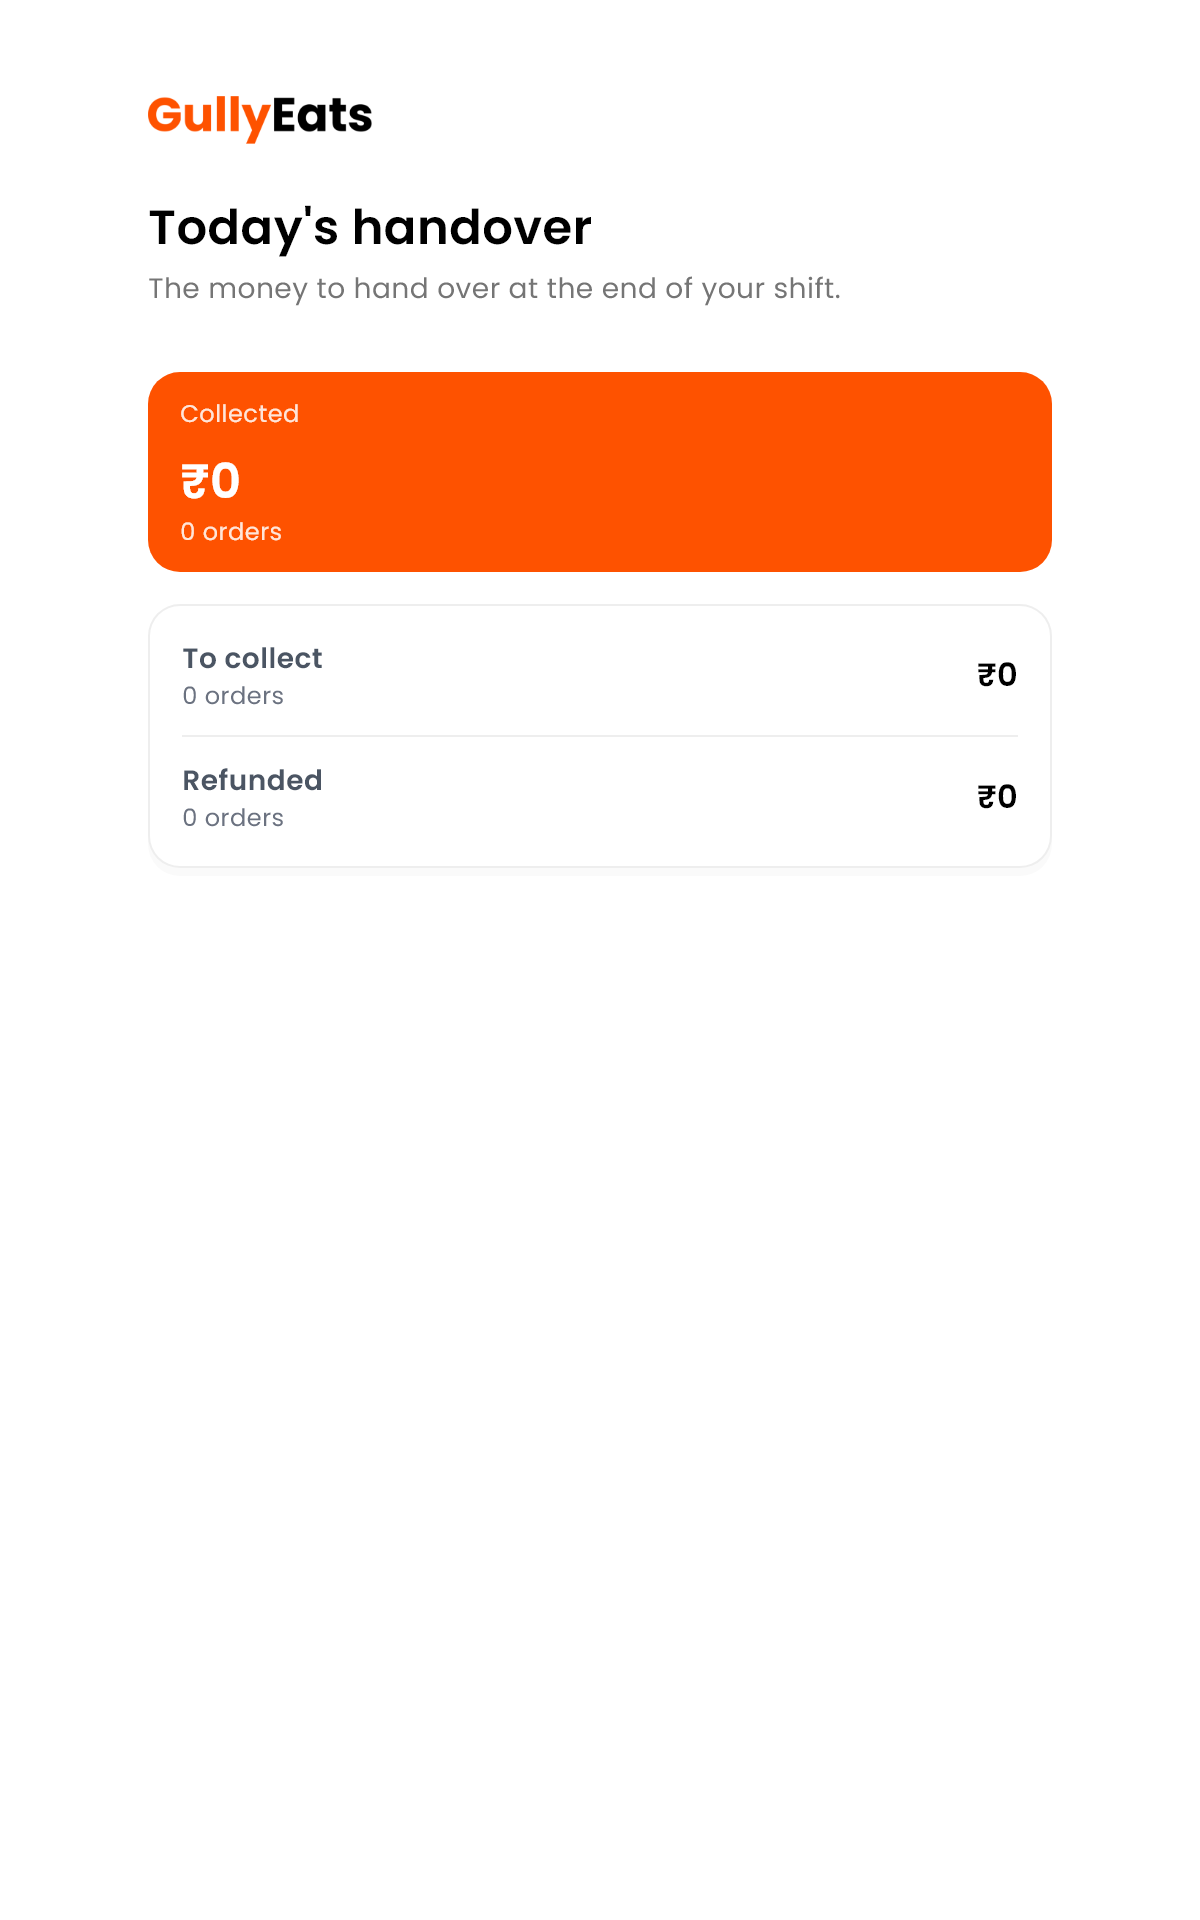 GullyEats
Today's handover
The money to hand over at the end of your shift.
Collected
₹0
0 orders
To collect
0 orders
₹0
Refunded
0 orders
₹0